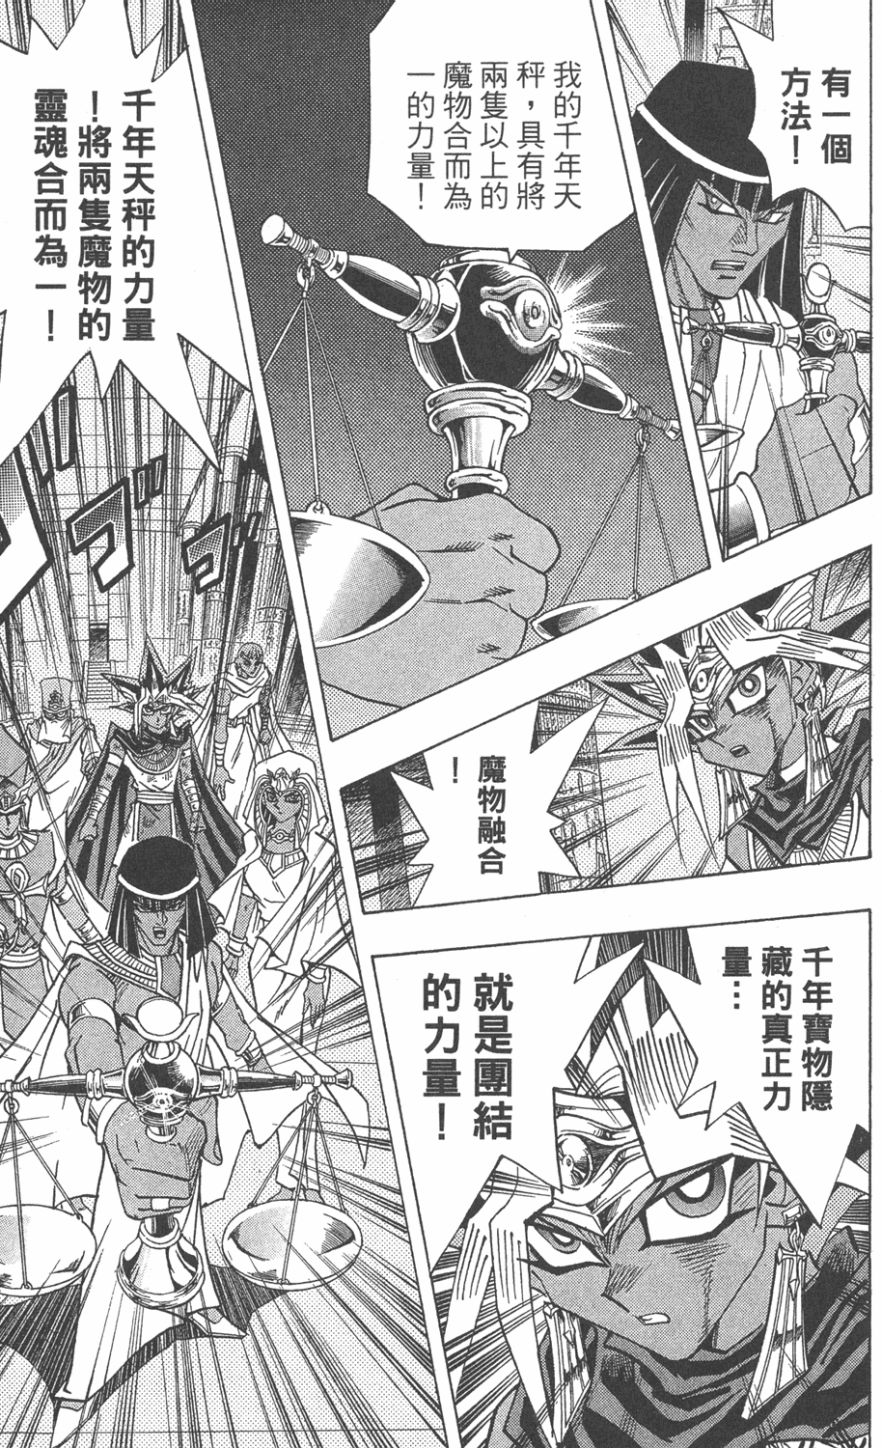 有一個
方法！
我的千年天
秤，具有將
兩隻以上的
魔物合而為
一的力量！
魔物融合
！
千年寶物隱
藏的真正力
量…
就是團結
的力量！
千年天秤的力量
！將兩隻魔物的
靈魂合而為一！
ゴゴゴ